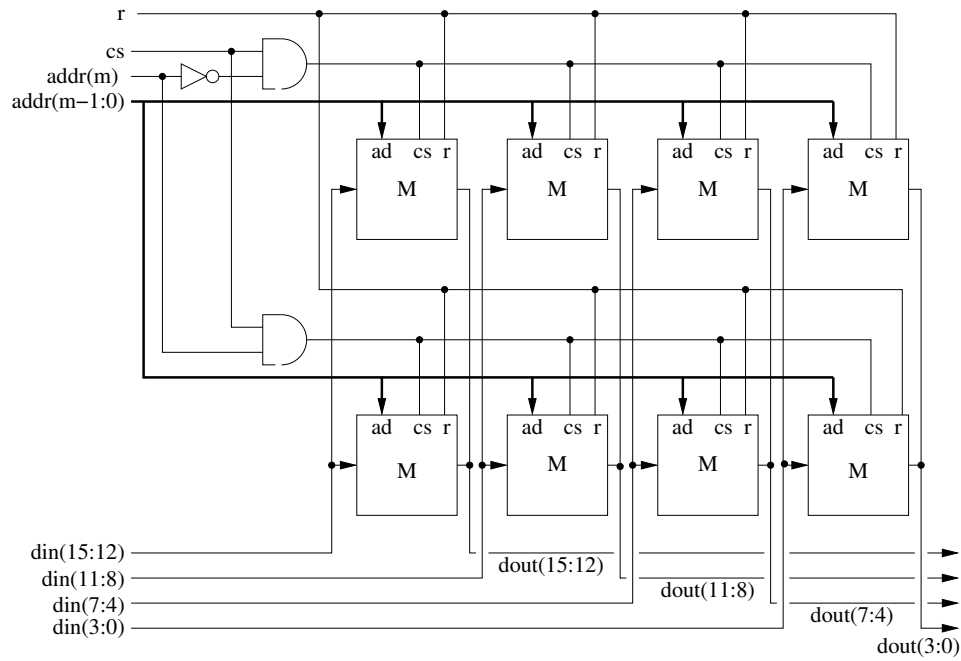 r
cs
addr(m)
addr(m−1:0)
ad cs r
M
ad cs r
M
ad cs r
M
ad cs r
M
ad cs r
M
ad cs r
M
ad cs r
M
ad cs r
M
din(15:12)
din(11:8)
din(7:4)
din(3:0)
dout(15:12)
dout(11:8)
dout(7:4)
dout(3:0)